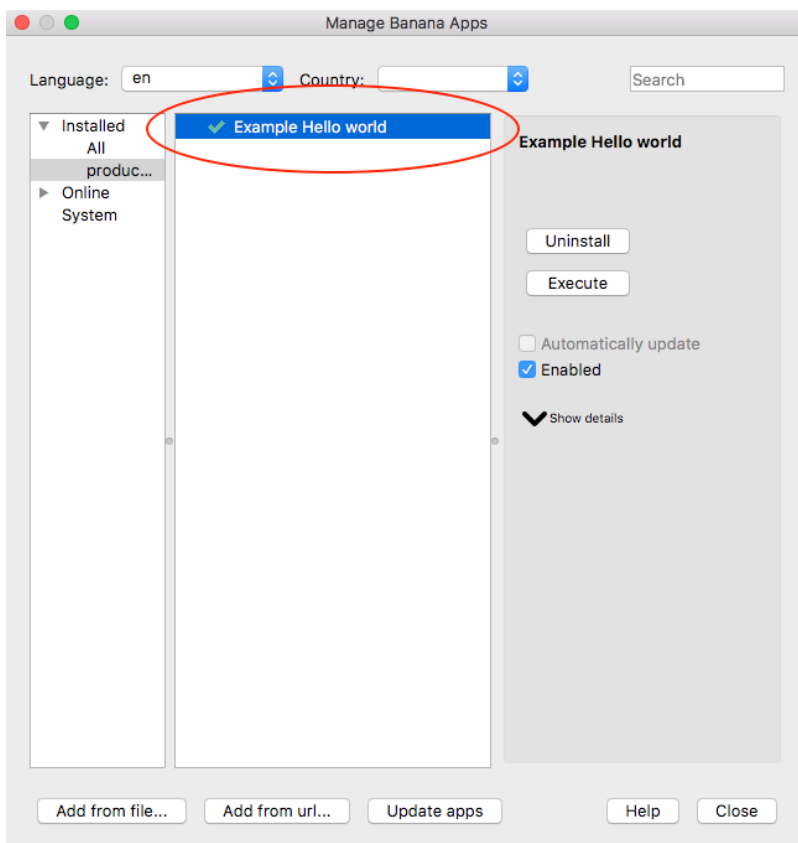 Manage Banana Apps
Language: en Country: Search
Installed
All
produc...
Online
System
Example Hello world
Example Hello world
Uninstall
Execute
Automatically update
Enabled
Show details
Add from file... Add from url... Update apps Help Close